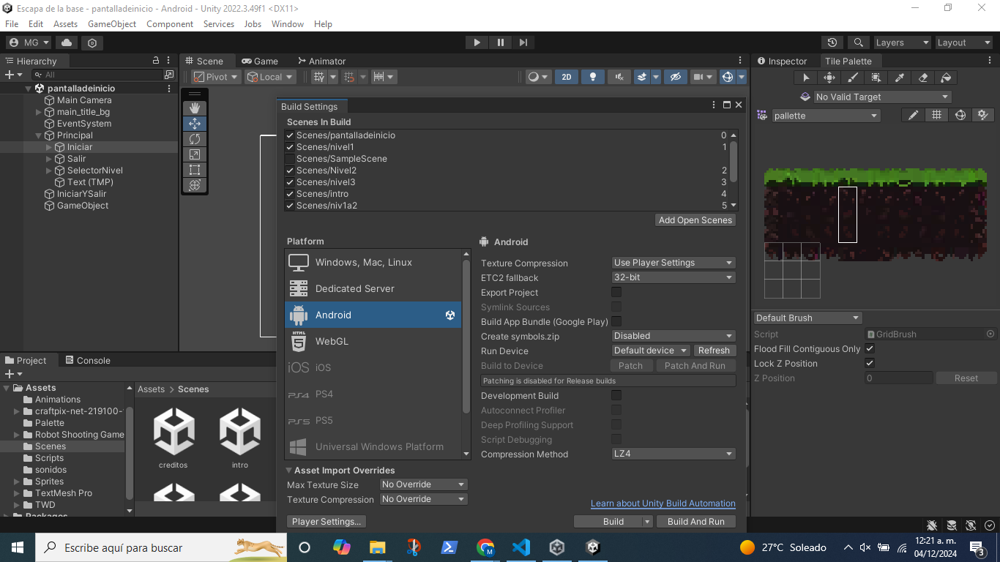 Escapa de la base - pantalladeinicio - Android - Unity 2022.3.49f1 <DX11>
File Edit Assets GameObject Component Services Jobs Window Help
MG Layers Layout
Hierarchy
All
pantalladeinicio
Main Camera
main_title_bg
EventSystem
Principal
Iniciar
Salir
SelectorNivel
Text (TMP)
IniciarYSalir
GameObject
Scene Game Animator
Pivot Local 2D
Build Settings
Scenes In Build
Scenes/pantalladeinicio 0
Scenes/nivel1 1
Scenes/SampleScene
Scenes/Nivel2 2
Scenes/nivel3 3
Scenes/intro 4
Scenes/niv1a2 5
Add Open Scenes
Platform
Windows, Mac, Linux
Dedicated Server
Android
HTML
WebGL
iOS iOS
PS4 PS4
PS5 PS5
Universal Windows Platform
Android
Texture Compression Use Player Settings
ETC2 fallback 32-bit
Export Project
Symlink Sources
Build App Bundle (Google Play)
Create symbols.zip Disabled
Run Device Default device Refresh
Build to Device Patch Patch And Run
Patching is disabled for Release builds
Development Build
Autoconnect Profiler
Deep Profiling Support
Script Debugging
Compression Method LZ4
Asset Import Overrides
Max Texture Size No Override
Texture Compression No Override
Learn about Unity Build Automation
Player Settings... Build Build And Run
Inspector Tile Palette
No Valid Target
pallette
Default Brush
Script GridBrush
Flood Fill Contiguous Only
Lock Z Position
Z Position 0 Reset
Project Console
Assets
Animations
craftpix-net-219100-
Palette
Robot Shooting Game
Scenes
Scripts
sonidos
Sprites
TextMesh Pro
TWD
Packages
Assets > Scenes
creditos intro
Escribe aquí para buscar
27°C Soleado
12:21 a. m.
04/12/2024
3